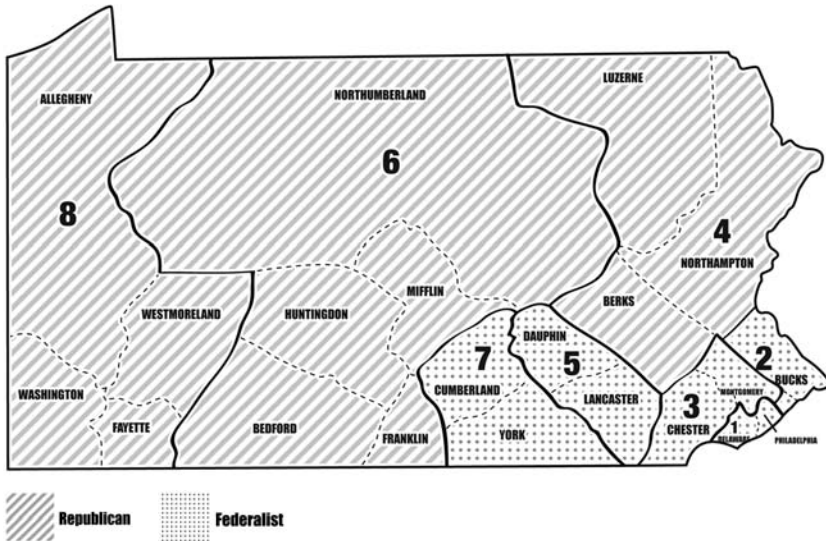 LUZERNE
ALLEGHENY
NORTHUMBERLAND
6
8
4
NORTHAMPTON
MIFFLIN
BERKS
WESTMORELAND
HUNTINGDON
DAUPHIN
7
5
2
CUMBERLAND
BUCKS
WASHINGTON
LANCASTER
MONTGOMERY
3
FAYETTE
BEDFORD
FRANKLIN
YORK
CHESTER
1
DELAWARE
PHILADELPHIA
Republican
Federalist